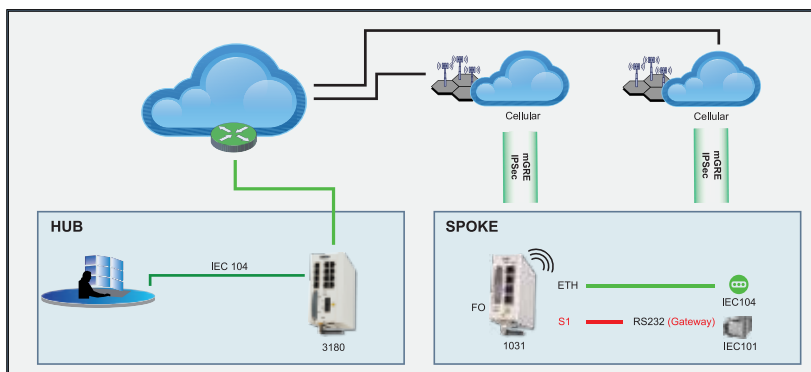 Cellular
Cellular
mGRE
IPSec
mGRE
IPSec
HUB
IEC 104
3180
SPOKE
ETH
IEC104
FO
S1
RS232 (Gateway)
1031
IEC101